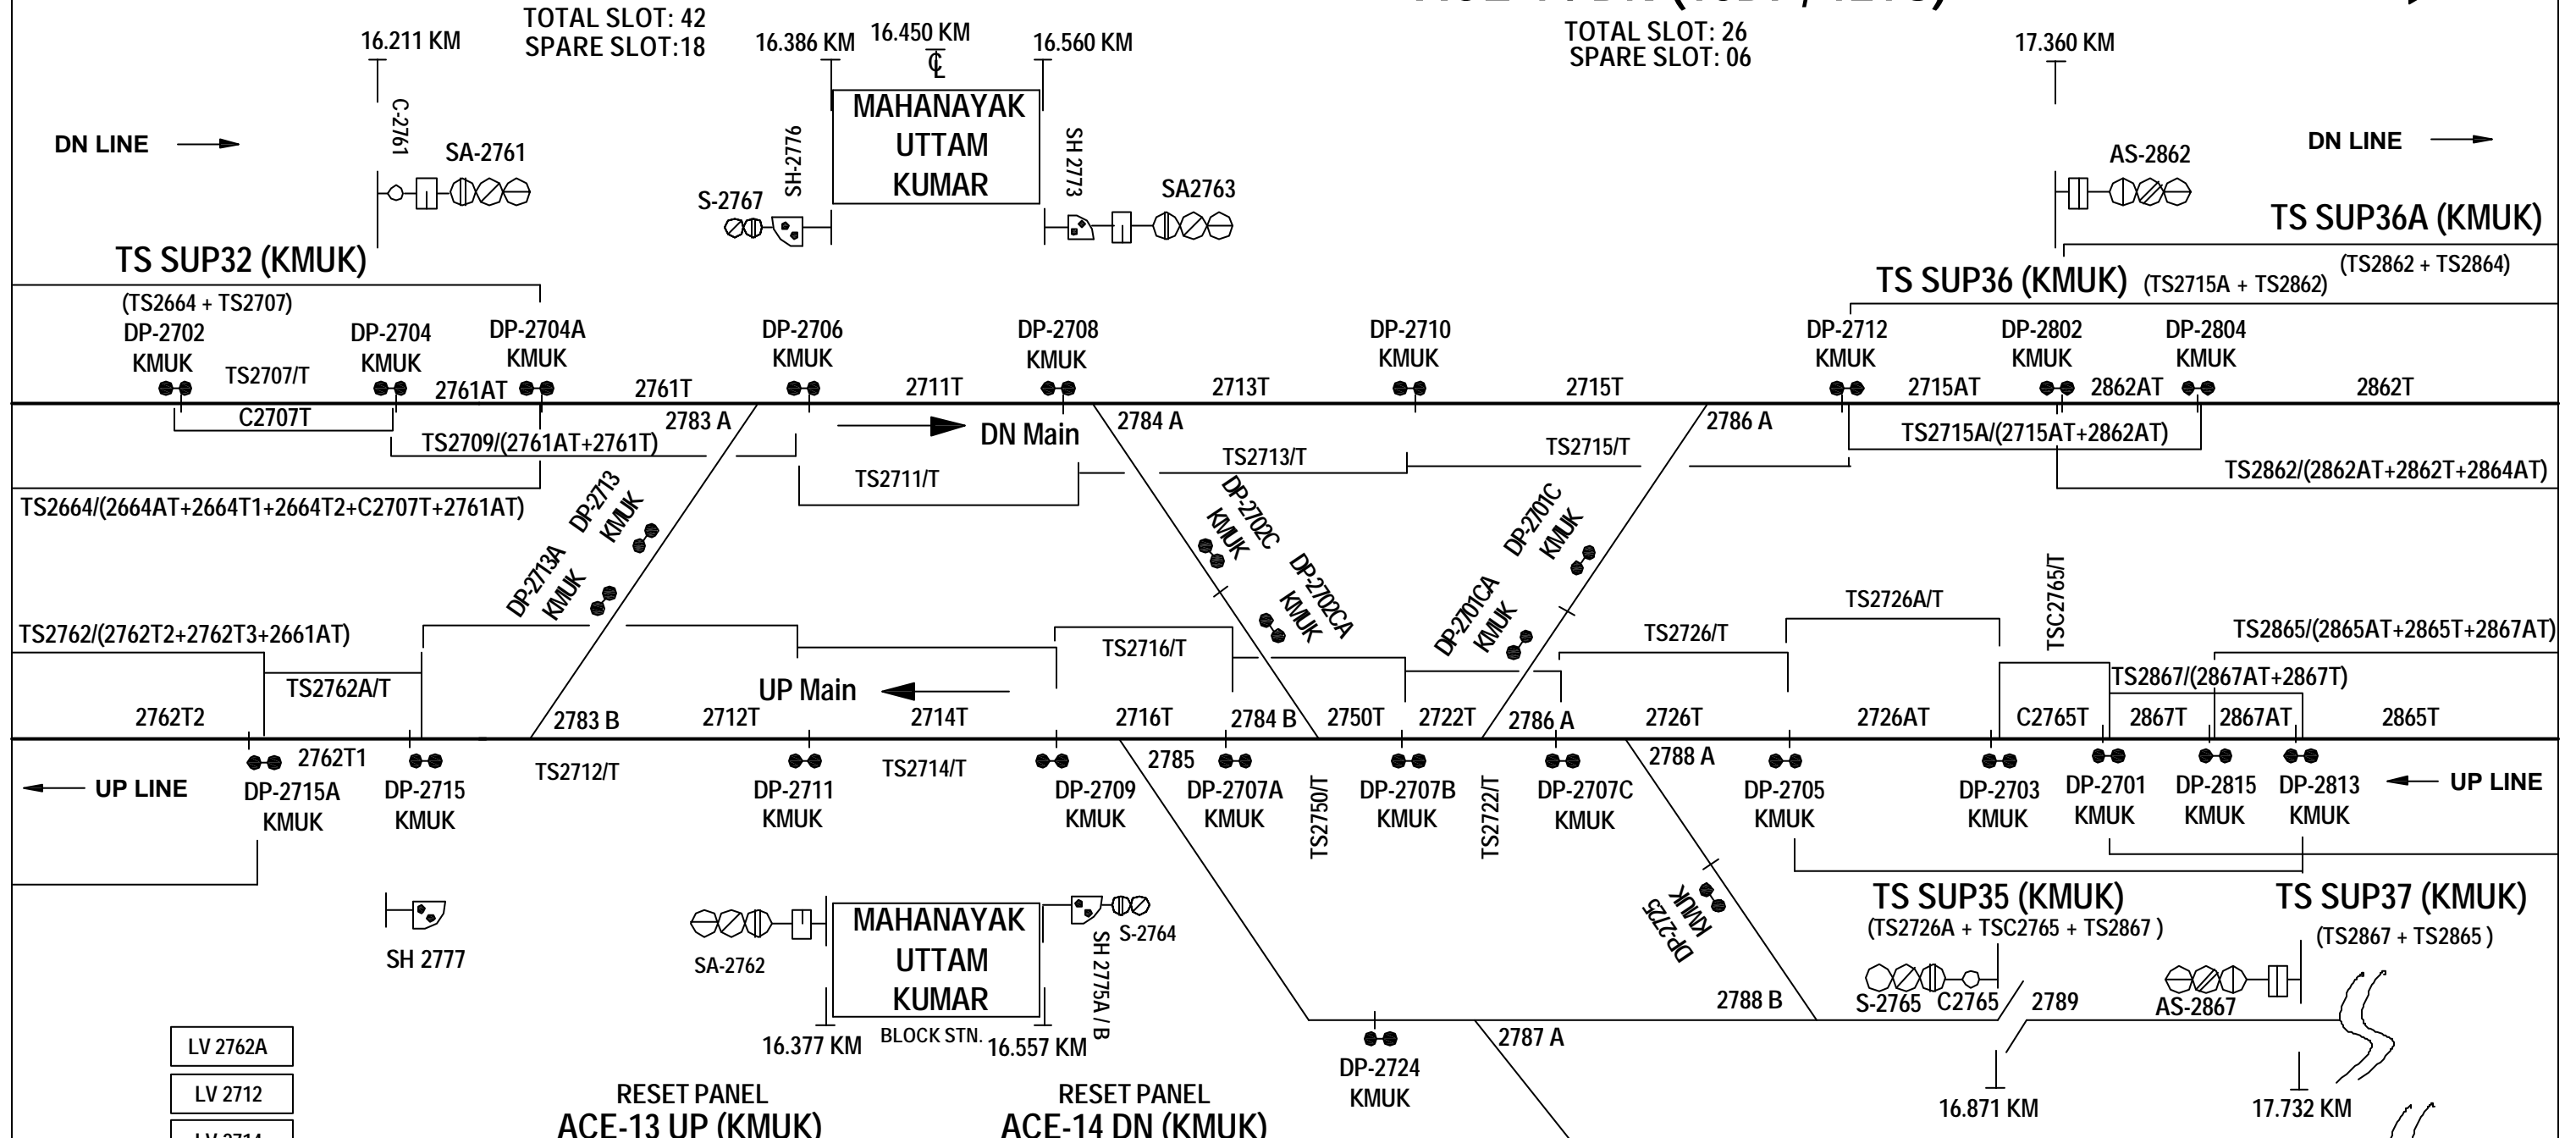 TOTAL SLOT: 42
SPARE SLOT:18
TOTAL SLOT: 26
SPARE SLOT: 06
16.211 KM
16.386 KM
16.450 KM
16.560 KM
17.360 KM
C-2761
SA-2761
DN LINE
SH-2776
S-2767
MAHANAYAK
UTTAM
KUMAR
SH 2773
SA2763
AS-2862
DN LINE
TS SUP32 (KMUK)
(TS2664 + TS2707)
TS SUP36A (KMUK)
(TS2862 + TS2864)
TS SUP36 (KMUK) (TS2715A + TS2862)
DP-2702
KMUK
DP-2704
KMUK
DP-2704A
KMUK
DP-2706
KMUK
DP-2708
KMUK
DP-2710
KMUK
DP-2712
KMUK
DP-2802
KMUK
DP-2804
KMUK
TS2707/T
2761AT
2761T
2711T
2713T
2715T
2715AT
2862AT
2862T
C2707T
2783 A
DN Main
2784 A
2786 A
TS2709/(2761AT+2761T)
TS2711/T
TS2713/T
TS2715/T
TS2715A/(2715AT+2862AT)
TS2862/(2862AT+2862T+2864AT)
TS2664/(2664AT+2664T1+2664T2+C2707T+2761AT)
DP-2713
KMUK
DP-2713A
KMUK
DP-2702C
KMUK
DP-2702CA
KMUK
DP-2701C
KMUK
DP-2701CA
KMUK
TS2762/(2762T2+2762T3+2661AT)
TS2762A/T
TS2716/T
TS2726/T
TS2726A/T
TSC2765/T
TS2865/(2865AT+2865T+2867AT)
TS2867/(2867AT+2867T)
UP Main
2762T2
2783 B
2712T
2714T
2716T
2784 B
2750T
2722T
2786 A
2726T
2726AT
C2765T
2867T
2867AT
2865T
2762T1
TS2712/T
TS2714/T
2785
TS2750/T
TS2722/T
2788 A
UP LINE
DP-2715A
KMUK
DP-2715
KMUK
DP-2711
KMUK
DP-2709
KMUK
DP-2707A
KMUK
DP-2707B
KMUK
DP-2707C
KMUK
DP-2705
KMUK
DP-2703
KMUK
DP-2701
KMUK
DP-2815
KMUK
DP-2813
KMUK
UP LINE
SH 2777
SA-2762
MAHANAYAK
UTTAM
KUMAR
BLOCK STN.
SH 2775A / B
S-2764
16.377 KM
16.557 KM
DP-2725
KMUK
TS SUP35 (KMUK)
(TS2726A + TSC2765 + TS2867 )
TS SUP37 (KMUK)
(TS2867 + TS2865 )
S-2765
C2765
2789
AS-2867
2788 B
2787 A
DP-2724
KMUK
16.871 KM
17.732 KM
LV 2762A
LV 2712
RESET PANEL
ACE-13 UP (KMUK)
RESET PANEL
ACE-14 DN (KMUK)